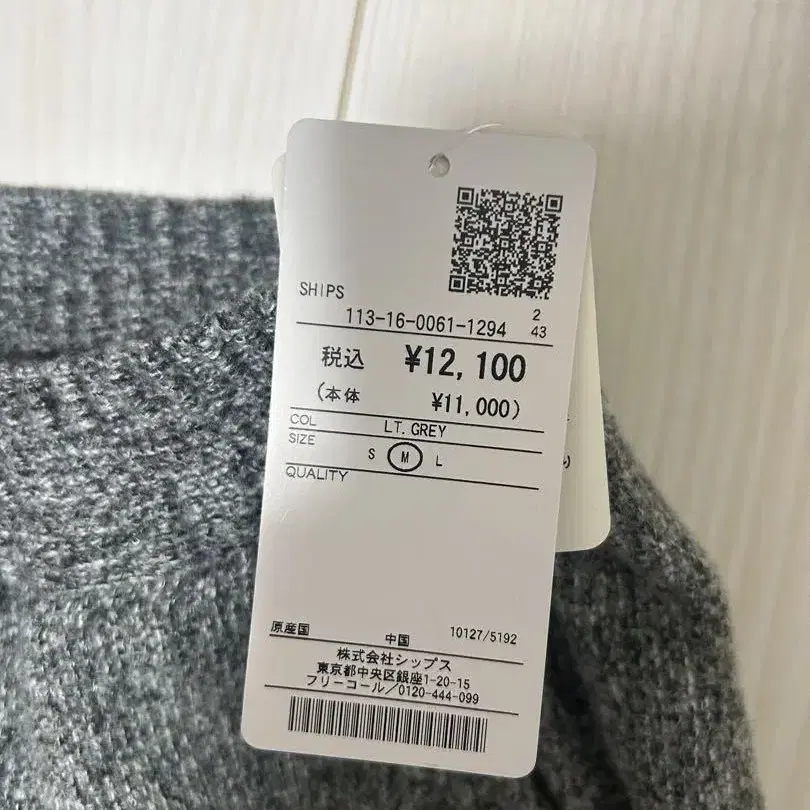 SHIPS
2
113-16-0061-1294 43
税込 ¥12,100
(本体 ¥11,000)
COL LT. GREY
SIZE
S M L
QUALITY
原産国 中国 10127/5192
株式会社シップス
東京都中央区銀座1-20-15
フリーコール/0120-444-099